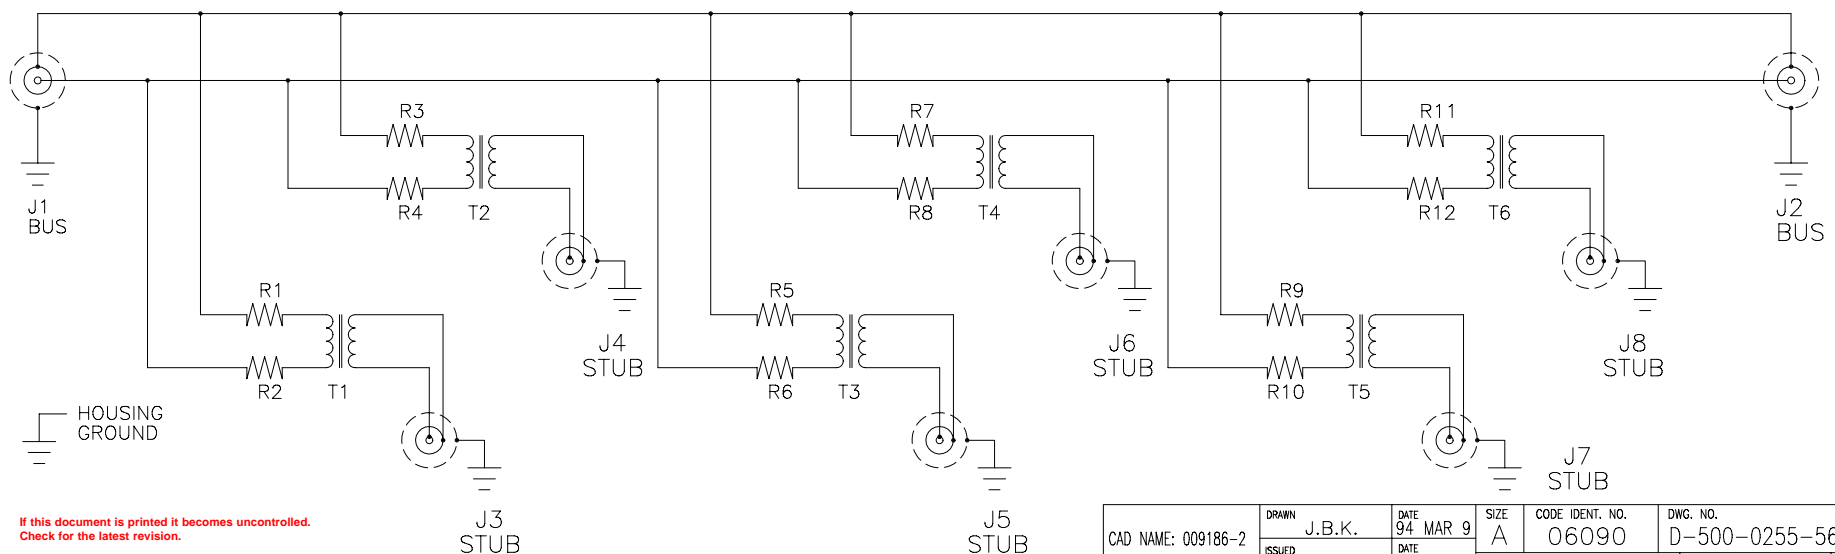 R3
R7
R11
R4
T2
R8
T4
R12
T6
J1
BUS
J2
BUS
R1
R5
R9
J4
STUB
J6
STUB
J8
STUB
R2
T1
R6
T3
R10
T5
HOUSING
GROUND
J7
STUB
J3
STUB
J5
STUB
If this document is printed it becomes uncontrolled.
Check for the latest revision.
CAD NAME: 009186-2
DRAWN
J.B.K.
DATE
94 MAR 9
SIZE
A
CODE IDENT. NO.
06090
DWG. NO.
D-500-0255-56
ISSUED
DATE